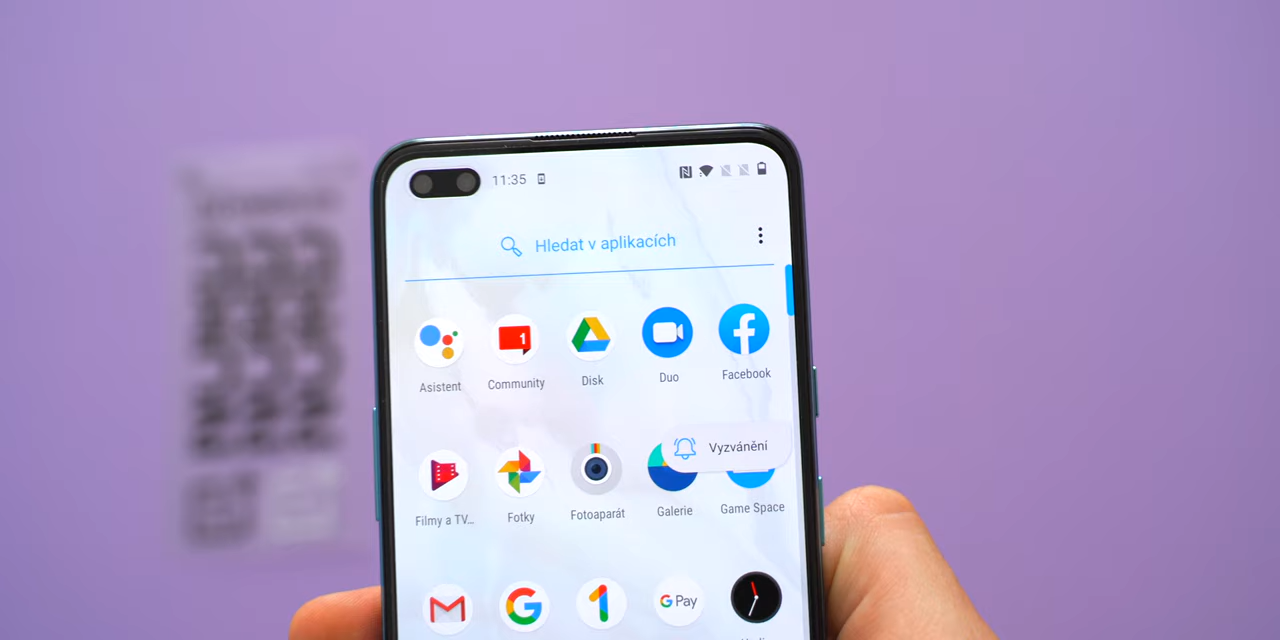 11:35
Hledat v aplikacích
Asistent
Community
Disk
Duo
Facebook
Vyzvánění
Filmy a TV...
Fotky
Fotoaparát
Galerie
Game Space
G Pay